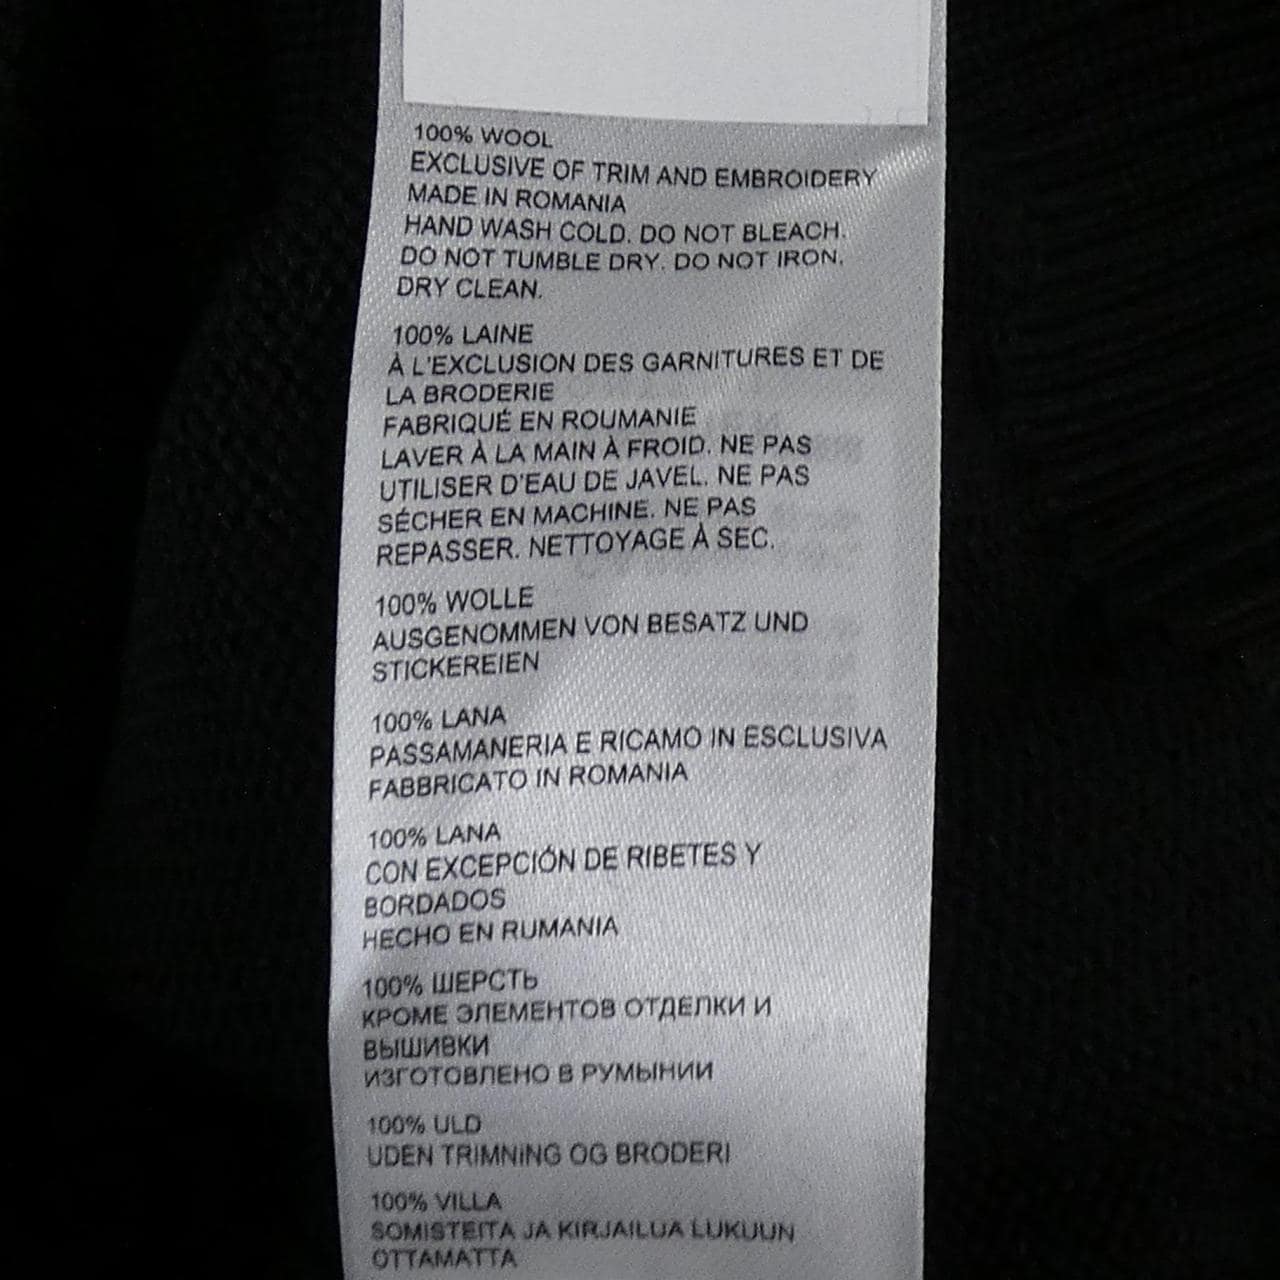 100% WOOL
EXCLUSIVE OF TRIM AND EMBROIDERY
MADE IN ROMANIA
HAND WASH COLD. DO NOT BLEACH.
DO NOT TUMBLE DRY. DO NOT IRON.
DRY CLEAN.
100% LAINE
À L'EXCLUSION DES GARNITURES ET DE
LA BRODERIE
FABRIQUÉ EN ROUMANIE
LAVER À LA MAIN À FROID. NE PAS
UTILISER D'EAU DE JAVEL. NE PAS
SÉCHER EN MACHINE. NE PAS
REPASSER. NETTOYAGE À SEC.
100% WOLLE
AUSGENOMMEN VON BESATZ UND
STICKEREIEN
100% LANA
PASSAMANERIA E RICAMO IN ESCLUSIVA
FABBRICATO IN ROMANIA
100% LANA
CON EXCEPCIÓN DE RIBETES Y
BORDADOS
HECHO EN RUMANIA
100% ШЕРСТЬ
КРОМЕ ЭЛЕМЕНТОВ ОТДЕЛКИ И
ВЫШИВКИ
ИЗГОТОВЛЕНО В РУМЫНИИ
100% ULD
UDEN TRIMNING OG BRODERI
100% VILLA
SOMISTEITA JA KIRJAILUA LUKUUN
OTTAMATTA